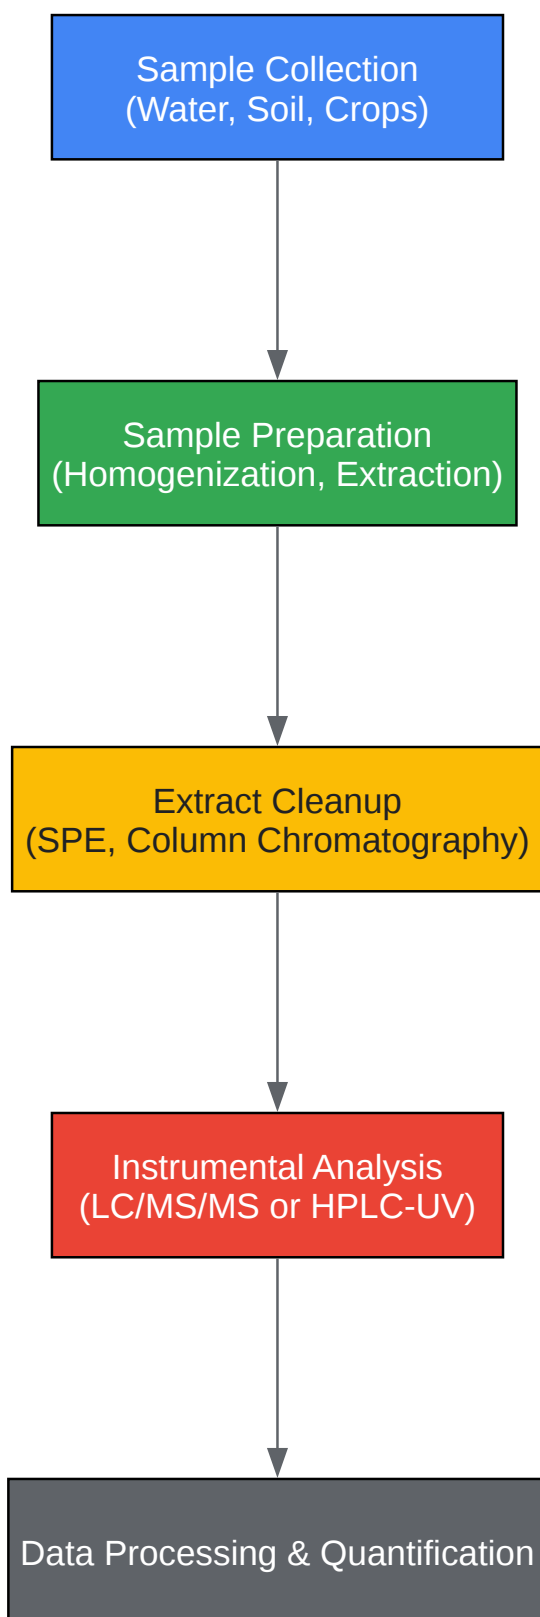 Sample Collection
(Water, Soil, Crops)
Sample Preparation
(Homogenization, Extraction)
Extract Cleanup
(SPE, Column Chromatography)
Instrumental Analysis
(LC/MS/MS or HPLC-UV)
Data Processing & Quantification